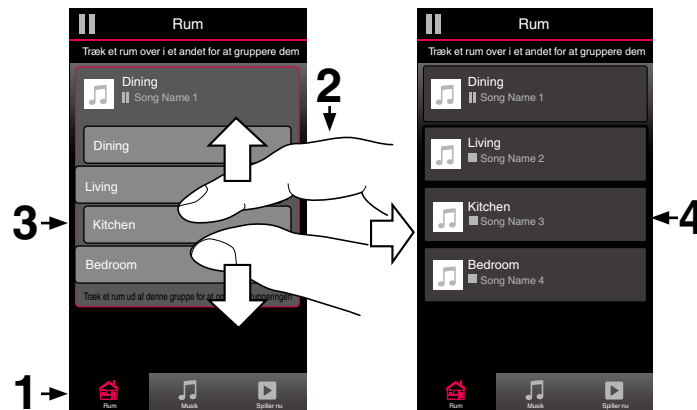 Rum
Træk et rum over i et andet for at gruppere dem
Dining
Song Name 1
Dining
Living
Kitchen
Bedroom
Træk et rum ud af denne gruppe for at op
Rum
Musik
Spiller nu
1
2
3
Rum
Træk et rum over i et andet for at gruppere dem
Dining
Song Name 1
Living
Song Name 2
Kitchen
Song Name 3
Bedroom
Song Name 4
Rum
Musik
Spiller nu
4